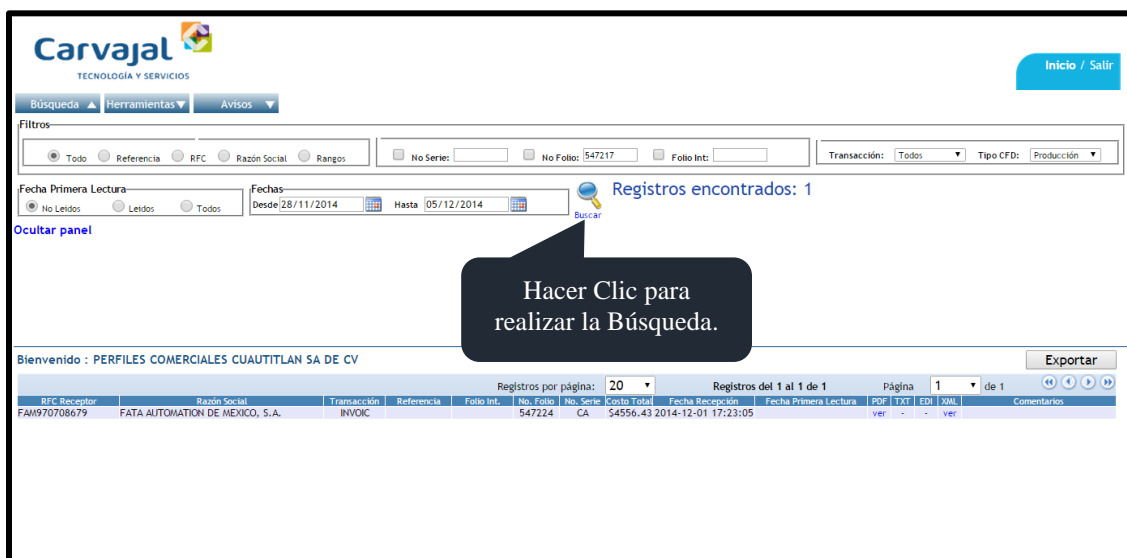 Carvajal
TECNOLOGÍA Y SERVICIOS
Inicio / Salir
Búsqueda Herramientas Avisos
Filtros
Todo Referencia RFC Razón Social Rangos No Serie: No Folio: 547217 Folio Int: Transacción: Todos Tipo CFD: Producción
Fecha Primera Lectura Fechas
No Leidos Leidos Todos Desde 28/11/2014 Hasta 05/12/2014 Buscar Registros encontrados: 1
Ocultar panel
Hacer Clic para
realizar la Búsqueda.
Bienvenido : PERFILES COMERCIALES CUAUTITLAN SA DE CV Exportar
Registros por página: 20 Registros del 1 al 1 de 1 Página 1 de 1
RFC Receptor Razón Social Transacción Referencia Folio Int. No. Folio No. Serie Costo Total Fecha Recepción Fecha Primera Lectura PDF TXT EDI XML Comentarios
FAM970708679 FATA AUTOMATION DE MEXICO, S.A. INVOIC 547224 CA $4556.43 2014-12-01 17:23:05 ver - - ver